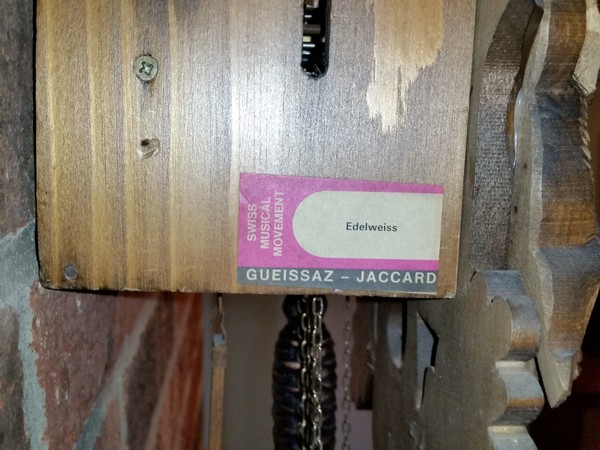 SWISS
MUSICAL
MOVEMENT
Edelweiss
GUEISSAZ – JACCARD